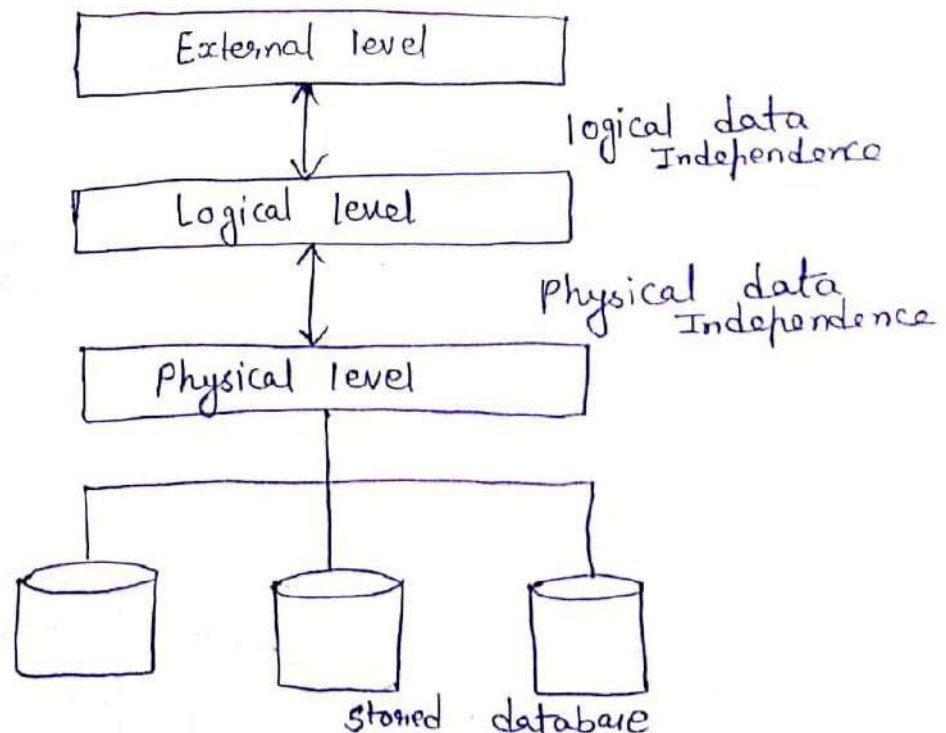 External level
logical data
Independence
Logical level
Physical data
Independence
Physical level
stored database